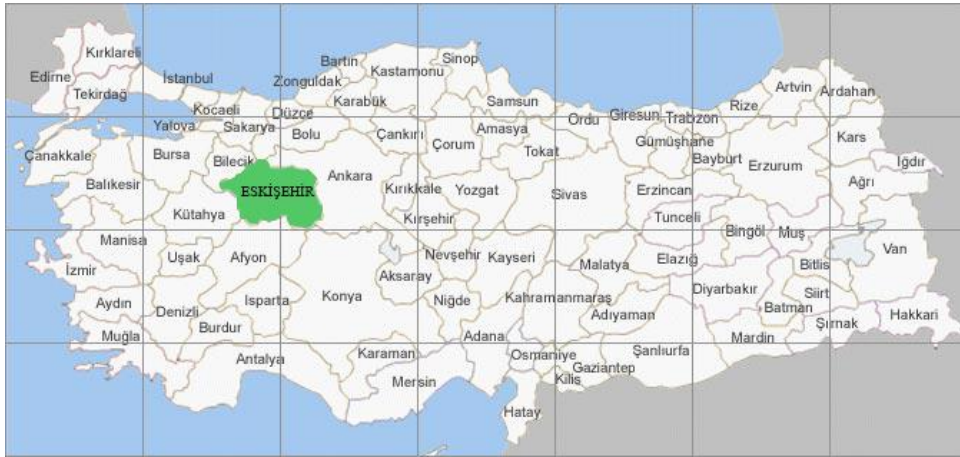 Kırklareli
Edirne
Tekirdağ
İstanbul
Kocaeli
Yalova
Sakarya
Düzce
Zonguldak
Bartın
Karabük
Kastamonu
Sinop
Samsun
Ordu
Giresun
Trabzon
Rize
Artvin
Ardahan
Çanakkale
Bursa
Bilecik
Bolu
Çankırı
Çorum
Amasya
Tokat
Gümüşhane
Bayburt
Erzurum
Kars
Iğdır
Balıkesir
Kütahya
ESKİŞEHİR
Ankara
Kırıkkale
Yozgat
Sivas
Erzincan
Ağrı
Kırşehir
Tunceli
Bingöl
Muş
Manisa
Uşak
Afyon
Nevşehir
Kayseri
Malatya
Elazığ
Bitlis
Van
İzmir
Aksaray
Konya
Isparta
Niğde
Kahramanmaraş
Diyarbakır
Batman
Siirt
Aydın
Denizli
Burdur
Adıyaman
Şırnak
Hakkari
Muğla
Antalya
Karaman
Adana
Osmaniye
Gaziantep
Şanlıurfa
Mardin
Mersin
Kilis
Hatay